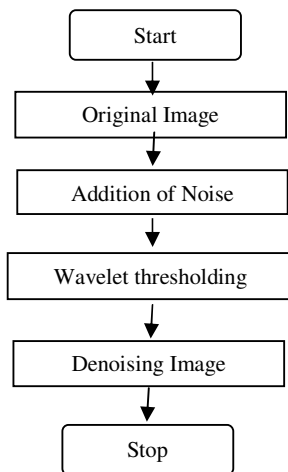 Start
Original Image
Addition of Noise
Wavelet thresholding
Denoising Image
Stop